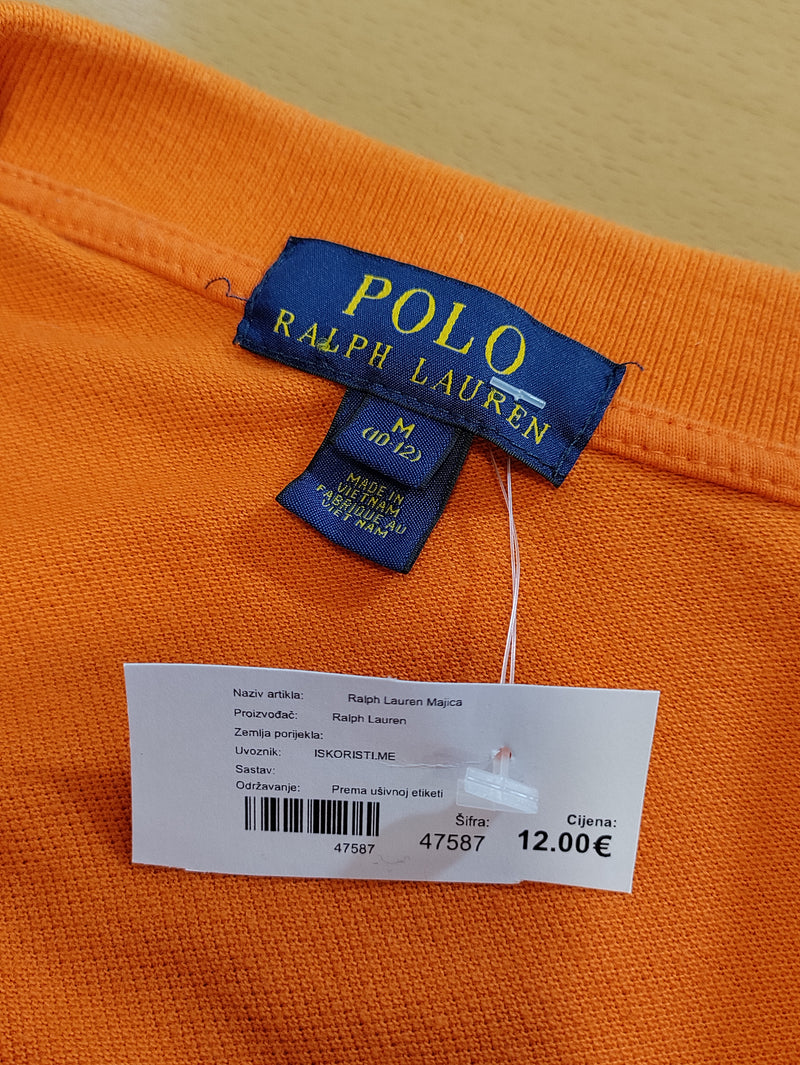 POLO
RALPH LAUREN
M
(10-12)
MADE IN
VIETNAM
FABRIQUE AU
VIET NAM
Naziv artikla: Ralph Lauren Majica
Proizvođač: Ralph Lauren
Zemlja porijekla:
Uvoznik: ISKORISTI.ME
Sastav:
Održavanje: Prema ušivnoj etiketi
47587
Šifra:
47587
Cijena:
12.00€